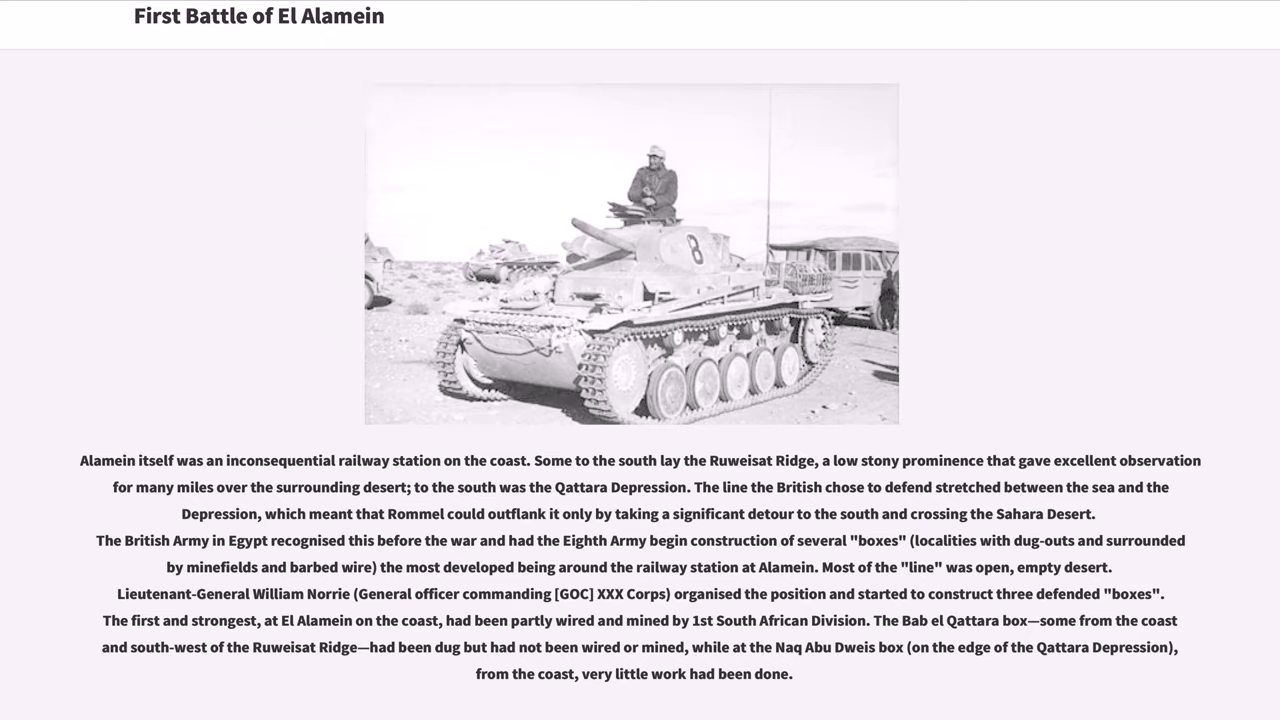 First Battle of El Alamein
8
Alamein itself was an inconsequential railway station on the coast. Some to the south lay the Ruweisat Ridge, a low stony prominence that gave excellent observation
for many miles over the surrounding desert; to the south was the Qattara Depression. The line the British chose to defend stretched between the sea and the
Depression, which meant that Rommel could outflank it only by taking a significant detour to the south and crossing the Sahara Desert.
The British Army in Egypt recognised this before the war and had the Eighth Army begin construction of several "boxes" (localities with dug-outs and surrounded
by minefields and barbed wire) the most developed being around the railway station at Alamein. Most of the "line" was open, empty desert.
Lieutenant-General William Norrie (General officer commanding [GOC] XXX Corps) organised the position and started to construct three defended "boxes".
The first and strongest, at El Alamein on the coast, had been partly wired and mined by 1st South African Division. The Bab el Qattara box—some from the coast
and south-west of the Ruweisat Ridge—had been dug but had not been wired or mined, while at the Naq Abu Dweis box (on the edge of the Qattara Depression),
from the coast, very little work had been done.